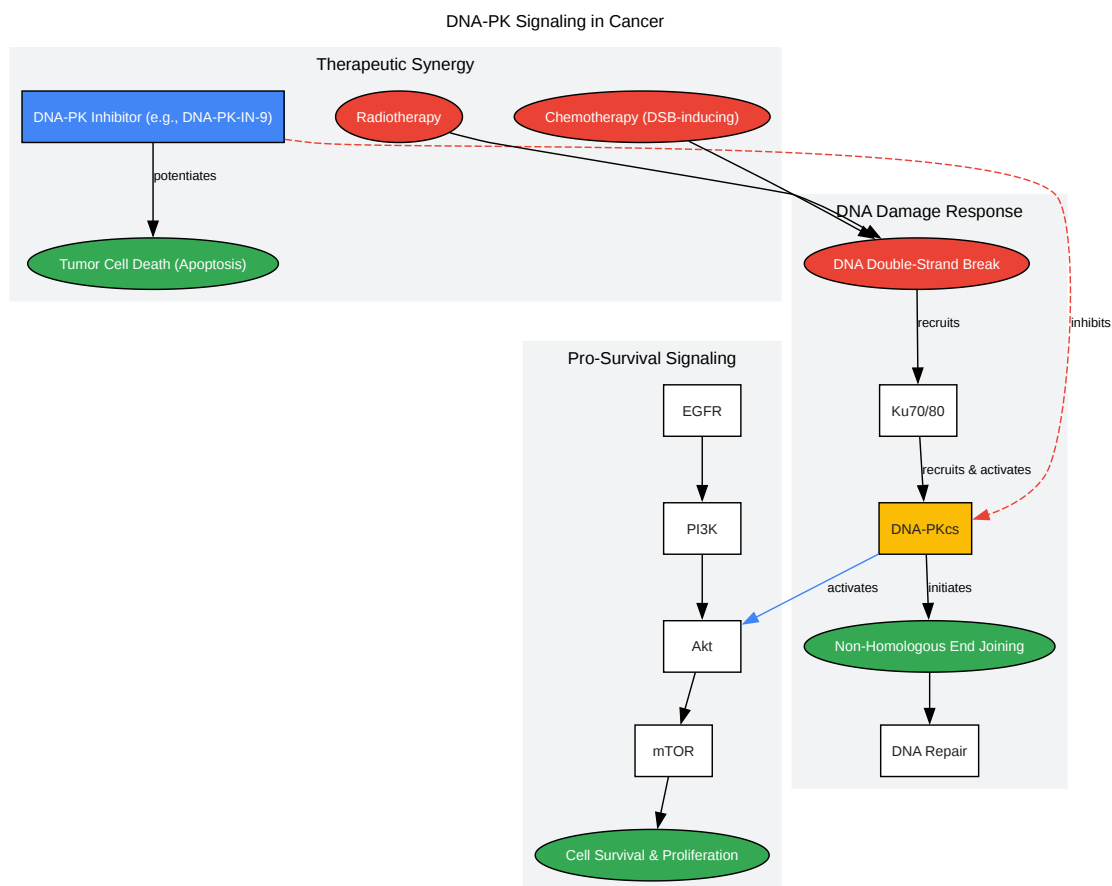 DNA-PK Signaling in Cancer
Therapeutic Synergy
DNA-PK Inhibitor (e.g., DNA-PK-IN-9)
Radiotherapy
Chemotherapy (DSB-inducing)
potentiates
Tumor Cell Death (Apoptosis)
DNA Damage Response
DNA Double-Strand Break
recruits
inhibits
Ku70/80
recruits & activates
DNA-PKcs
activates
initiates
Non-Homologous End Joining
DNA Repair
Pro-Survival Signaling
EGFR
PI3K
Akt
mTOR
Cell Survival & Proliferation